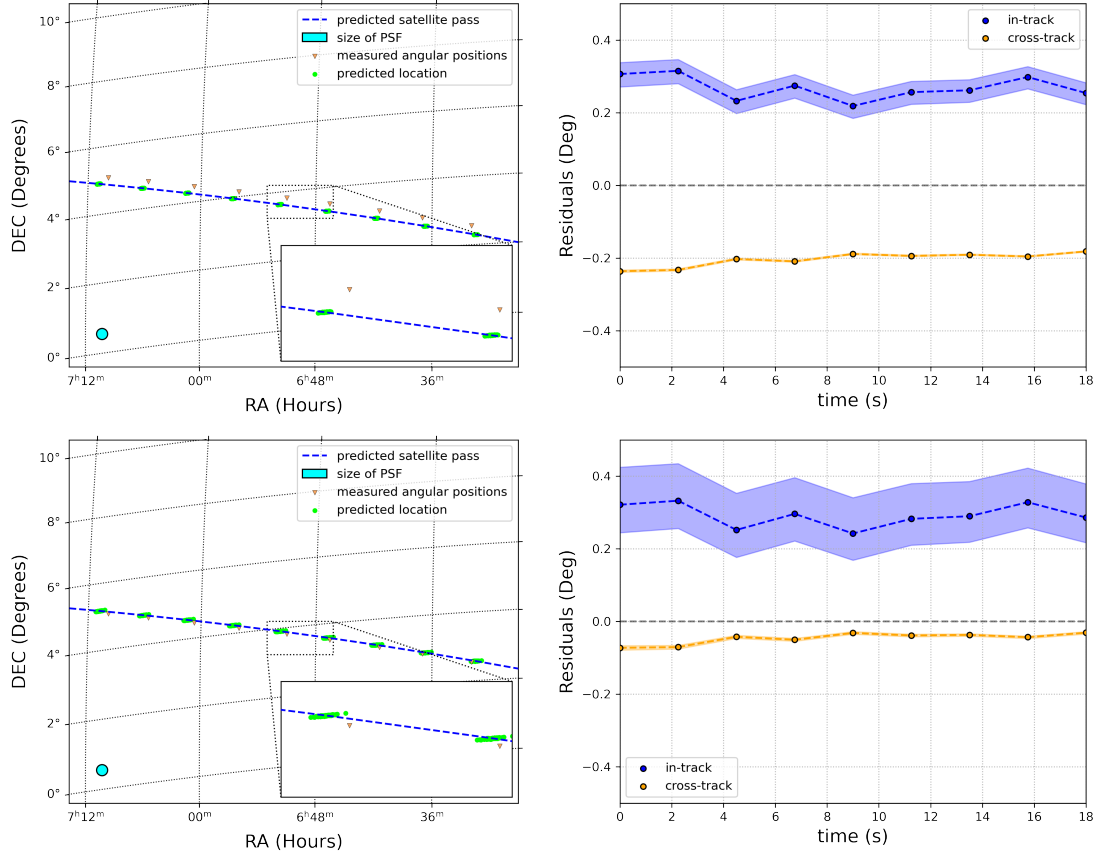 predicted satellite pass
size of PSF
measured angular positions
predicted location
10°
8°
6°
4°
2°
0°
DEC (Degrees)
7ʰ12ᵐ
00ᵐ
6ʰ48ᵐ
36ᵐ
RA (Hours)
in-track
cross-track
0.4
0.2
0.0
−0.2
−0.4
Residuals (Deg)
0 2 4 6 8 10 12 14 16 18
time (s)
predicted satellite pass
size of PSF
measured angular positions
predicted location
10°
8°
6°
4°
2°
0°
DEC (Degrees)
7ʰ12ᵐ
00ᵐ
6ʰ48ᵐ
36ᵐ
RA (Hours)
0.4
0.2
0.0
−0.2
−0.4
Residuals (Deg)
in-track
cross-track
0 2 4 6 8 10 12 14 16 18
time (s)